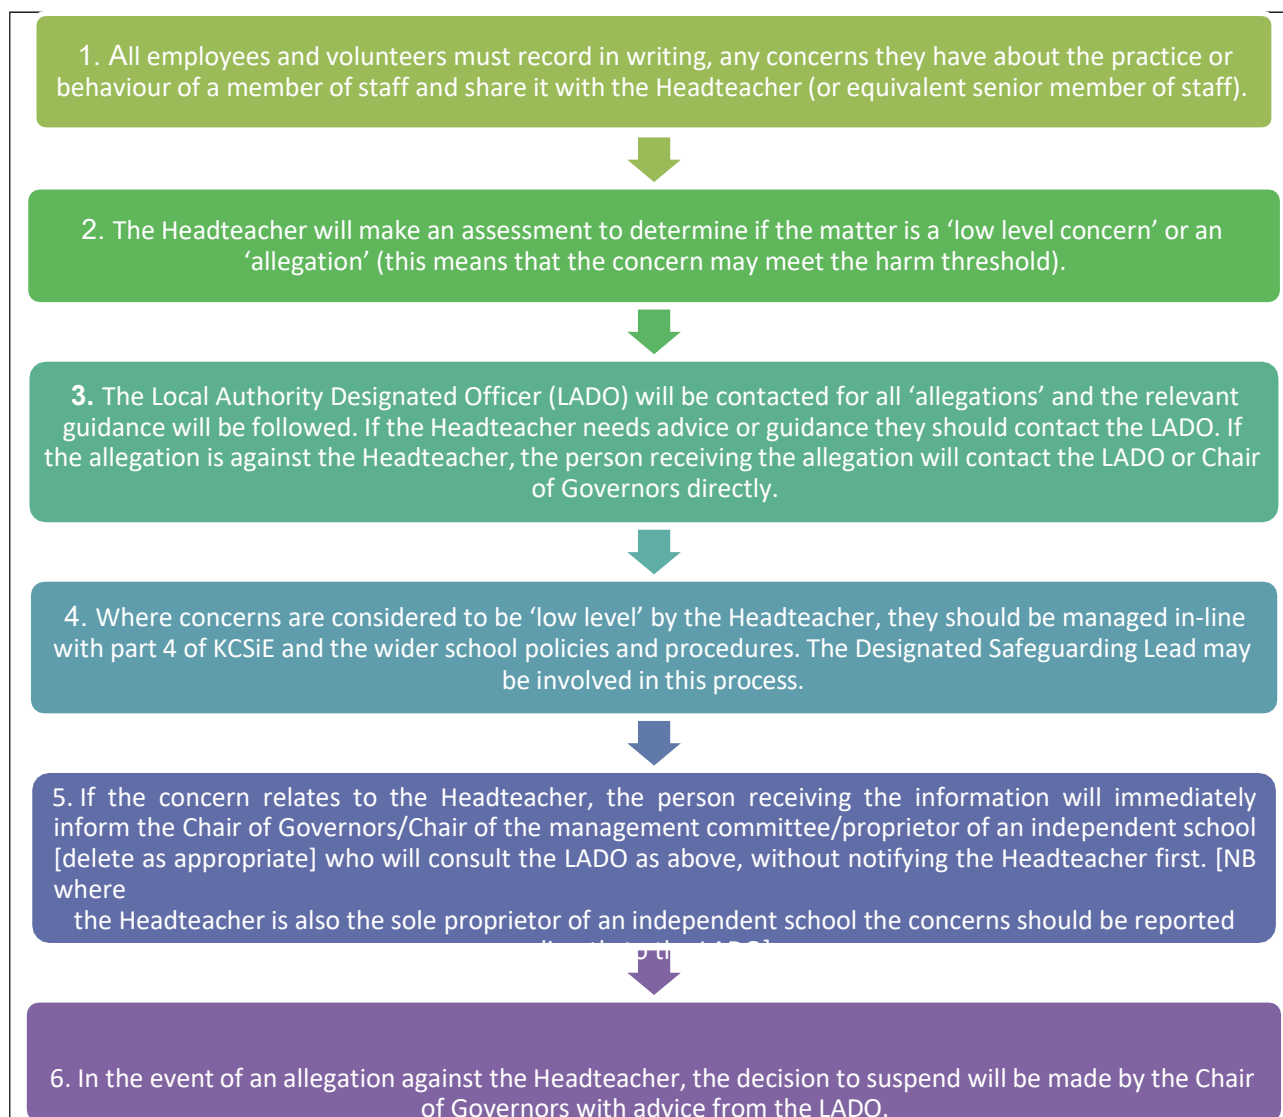 1. All employees and volunteers must record in writing, any concerns they have about the practice or
behaviour of a member of staff and share it with the Headteacher (or equivalent senior member of staff).
2. The Headteacher will make an assessment to determine if the matter is a ‘low level concern’ or an
‘allegation’ (this means that the concern may meet the harm threshold).
3. The Local Authority Designated Officer (LADO) will be contacted for all ‘allegations’ and the relevant
guidance will be followed. If the Headteacher needs advice or guidance they should contact the LADO. If
the allegation is against the Headteacher, the person receiving the allegation will contact the LADO or Chair
of Governors directly.
4. Where concerns are considered to be ‘low level’ by the Headteacher, they should be managed in-line
with part 4 of KCSiE and the wider school policies and procedures. The Designated Safeguarding Lead may
be involved in this process.
5. If the concern relates to the Headteacher, the person receiving the information will immediately
inform the Chair of Governors/Chair of the management committee/proprietor of an independent school
[delete as appropriate] who will consult the LADO as above, without notifying the Headteacher first. [NB
where
the Headteacher is also the sole proprietor of an independent school the concerns should be reported
to the
6. In the event of an allegation against the Headteacher, the decision to suspend will be made by the Chair
of Governors with advice from the LADO.